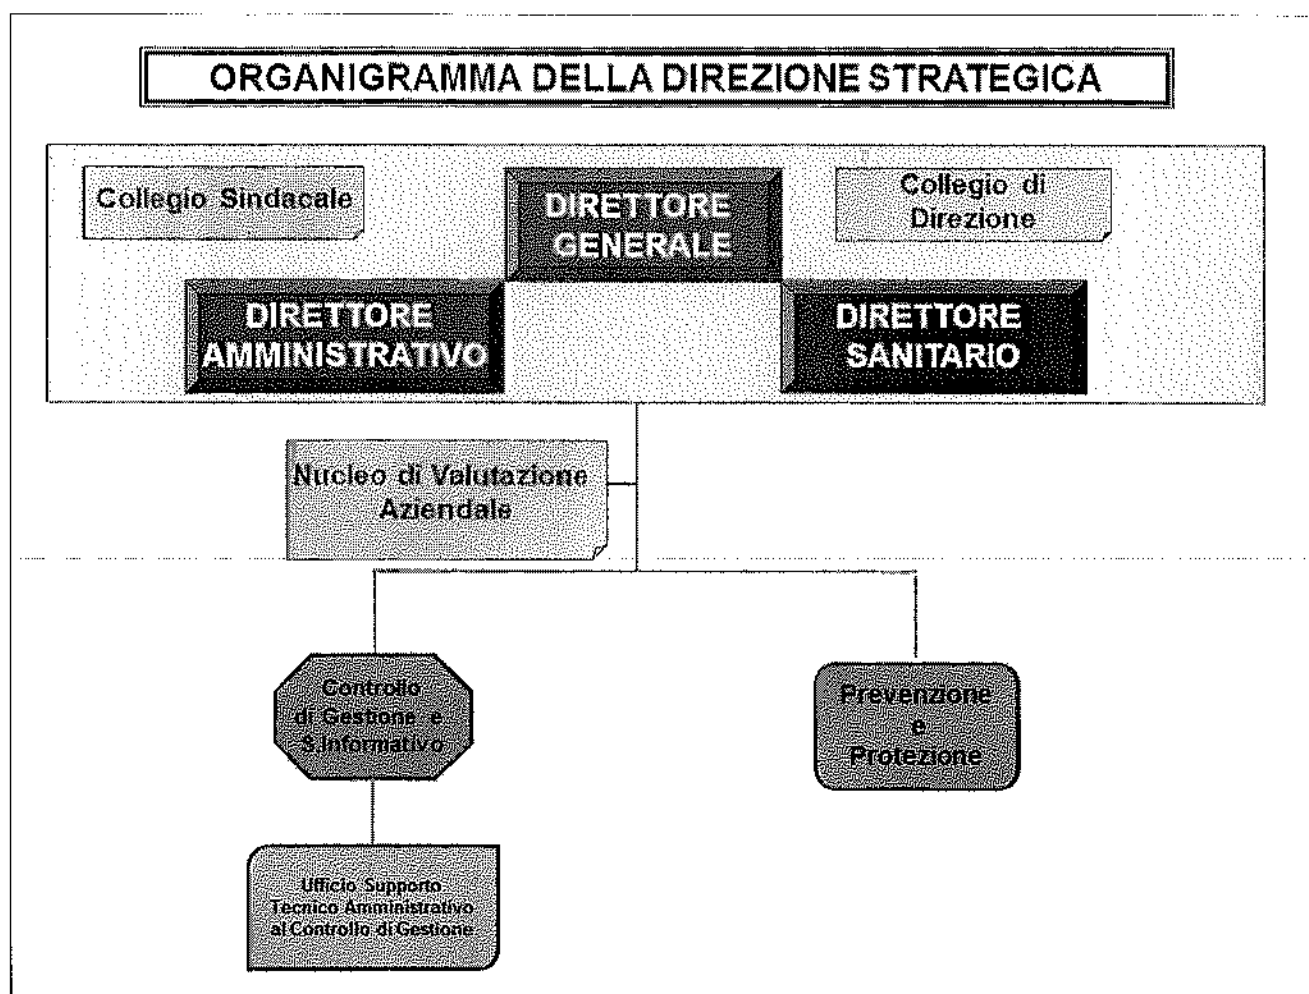 ORGANIGRAMMA DELLA DIREZIONE STRATEGICA
Collegio Sindacale
DIRETTORE
GENERALE
Collegio di
Direzione
DIRETTORE
AMMINISTRATIVO
DIRETTORE
SANITARIO
Nucleo di Valutazione
Aziendale
Controllo
di Gestione e
S.Informativo
Prevenzione
e
Protezione
Ufficio Supporto
Tecnico Amministrativo
al Controllo di Gestione